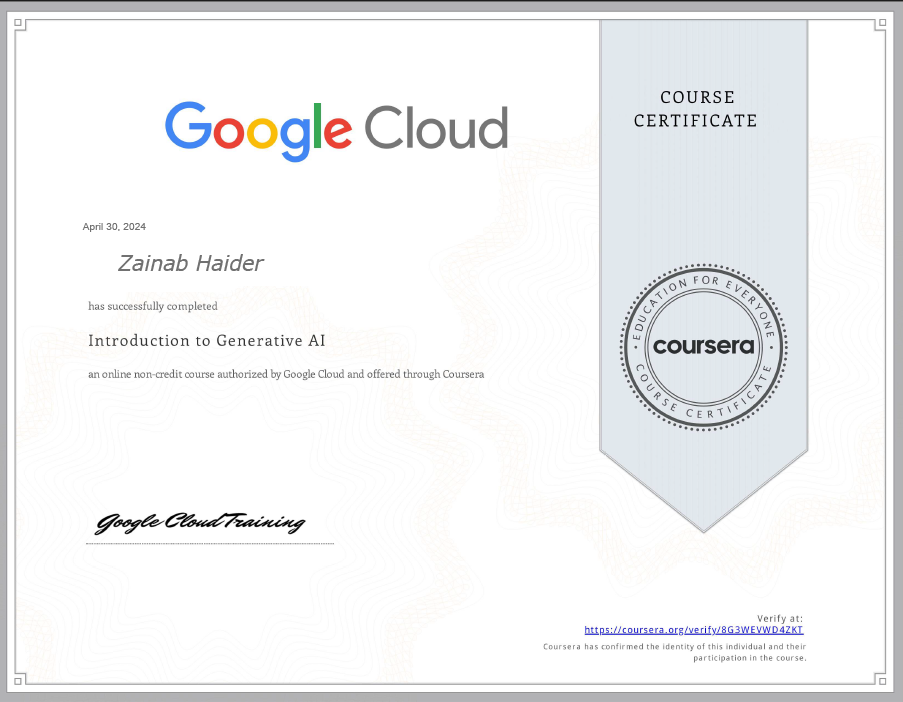 Google Cloud
COURSE
CERTIFICATE
April 30, 2024
Zainab Haider
has successfully completed
Introduction to Generative AI
an online non-credit course authorized by Google Cloud and offered through Coursera
EDUCATION FOR EVERYONE
coursera
COURSE CERTIFICATE
Google Cloud Training
Verify at:
https://coursera.org/verify/8G3WEVWD4ZKT
Coursera has confirmed the identity of this individual and their
participation in the course.